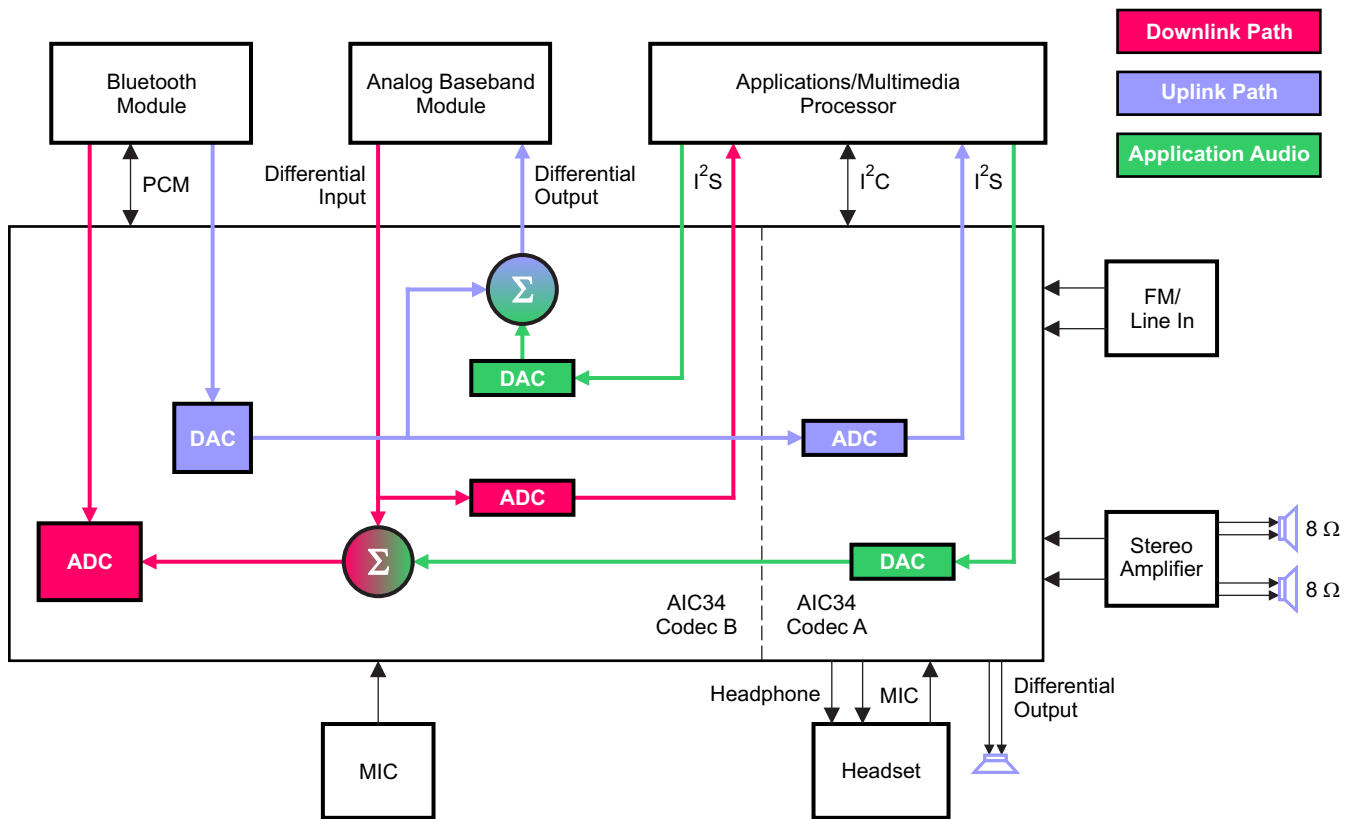 Downlink Path
Bluetooth
Module
Analog Baseband
Module
Applications/Multimedia
Processor
Uplink Path
Application Audio
PCM
Differential
Input
Differential
Output
I²S
I²C
I²S
Σ
FM/
Line In
DAC
DAC
ADC
ADC
ADC
Σ
DAC
Stereo
Amplifier
8 Ω
8 Ω
AIC34
Codec B
AIC34
Codec A
Headphone
MIC
Differential
Output
MIC
Headset